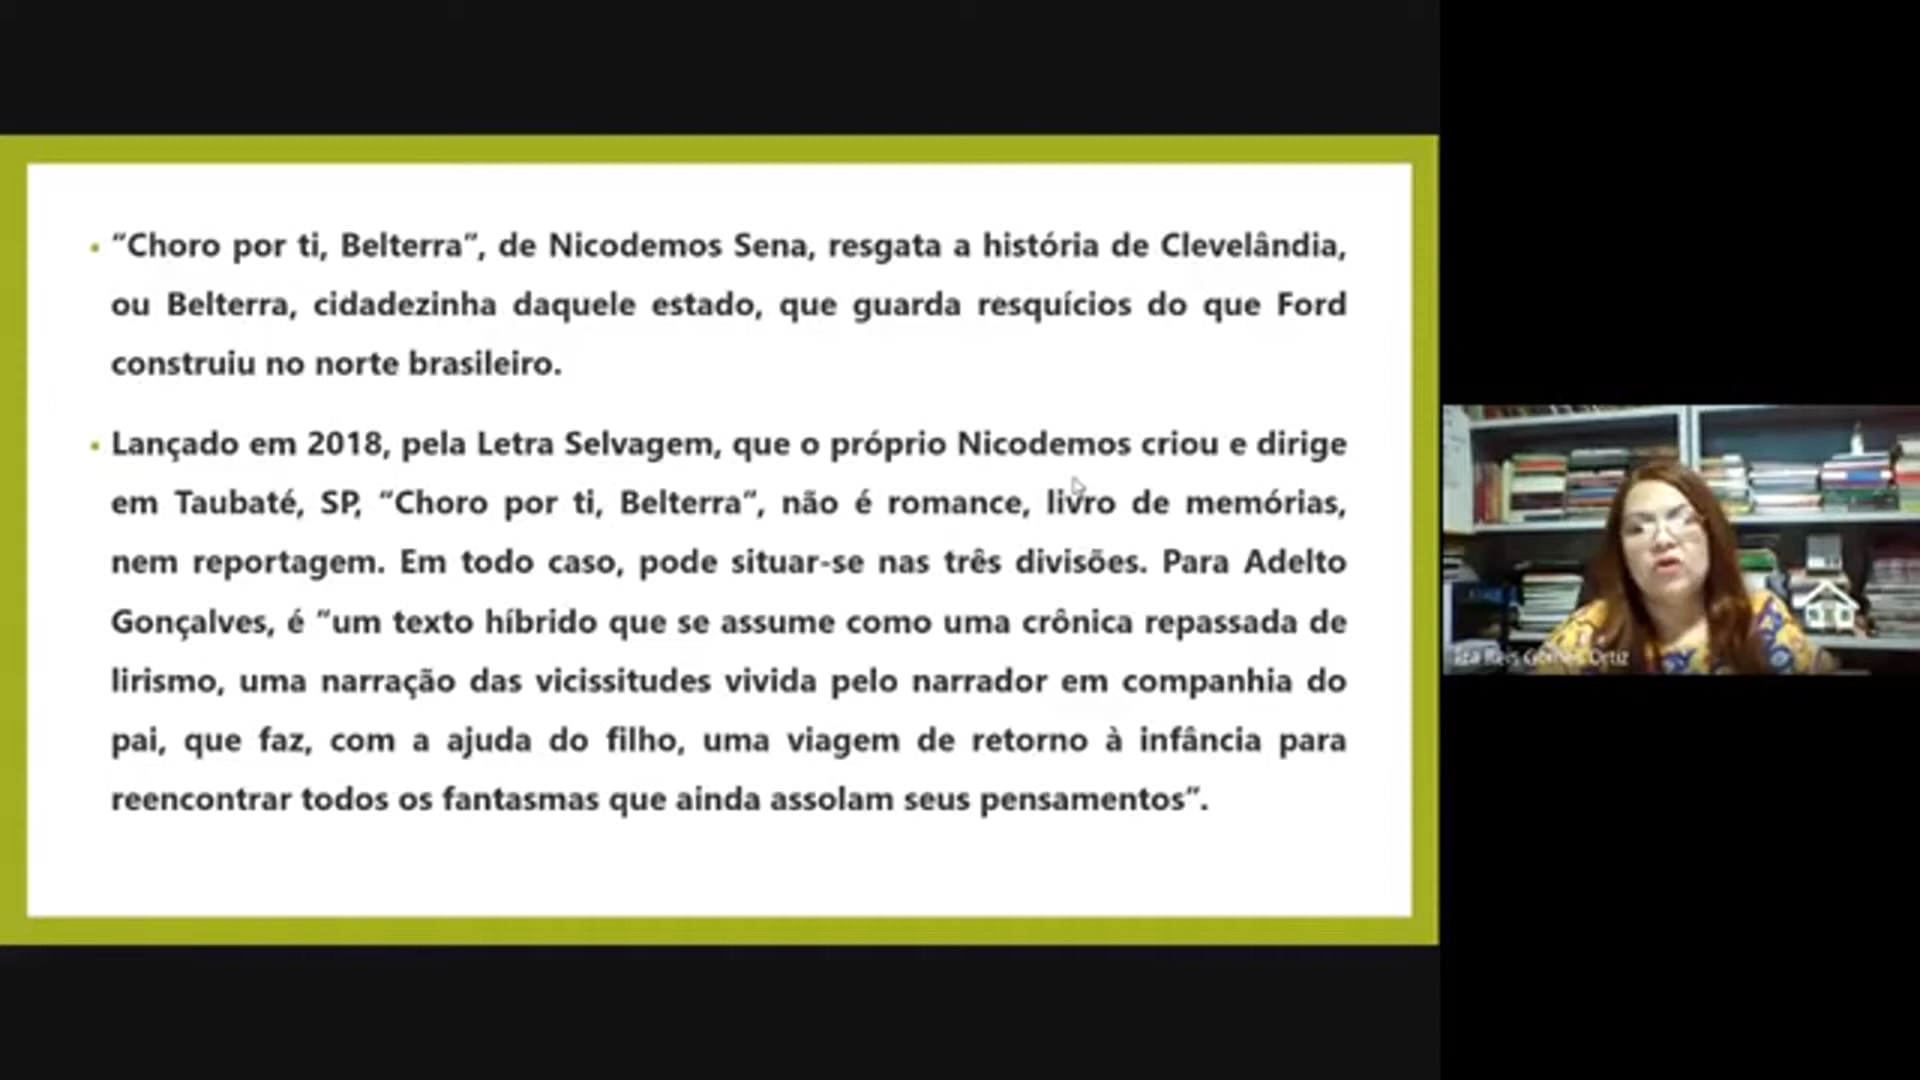 “Choro por ti, Belterra”, de Nicodemos Sena, resgata a história de Clevelândia,
ou Belterra, cidadezinha daquele estado, que guarda resquícios do que Ford
construiu no norte brasileiro.
Lançado em 2018, pela Letra Selvagem, que o próprio Nicodemos criou e dirige
em Taubaté, SP, “Choro por ti, Belterra”, não é romance, livro de memórias,
nem reportagem. Em todo caso, pode situar-se nas três divisões. Para Adelto
Gonçalves, é “um texto híbrido que se assume como uma crônica repassada de
lirismo, uma narração das vicissitudes vivida pelo narrador em companhia do
pai, que faz, com a ajuda do filho, uma viagem de retorno à infância para
reencontrar todos os fantasmas que ainda assolam seus pensamentos”.
Iza Reis Gomes Ortiz